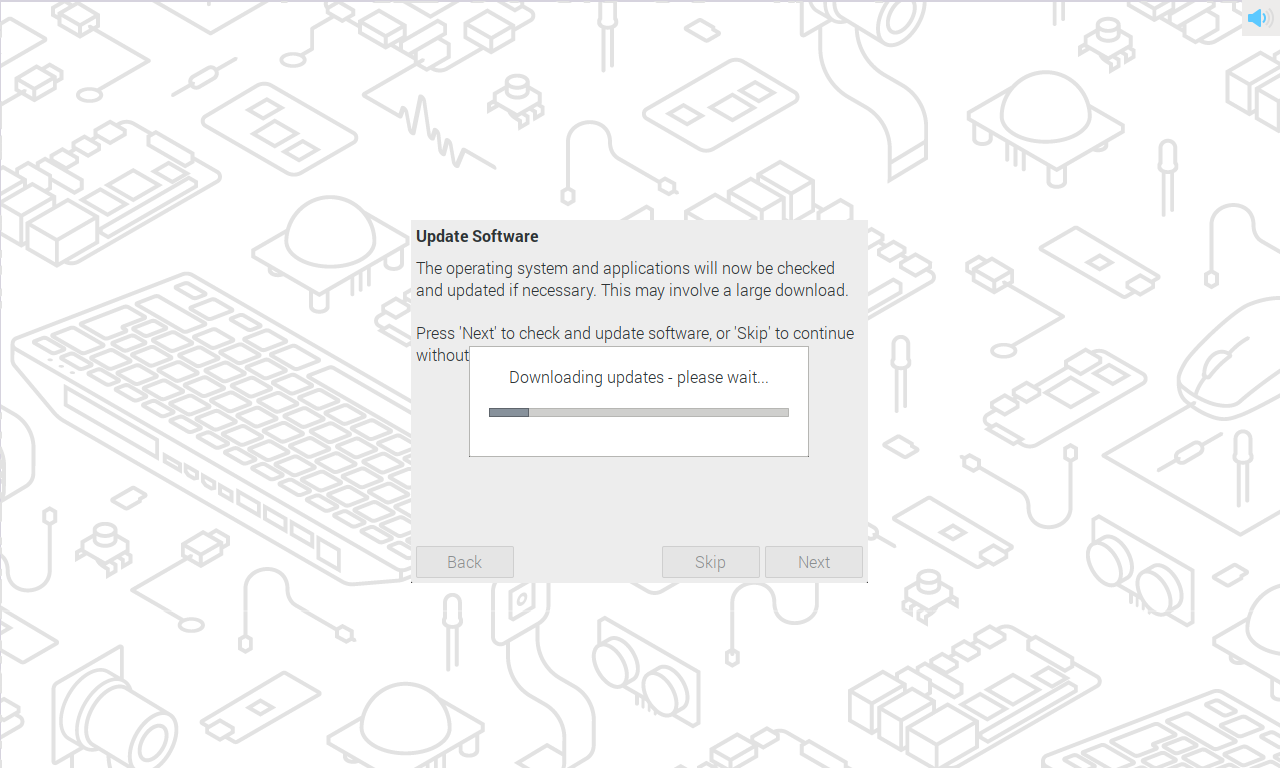 Update Software
The operating system and applications will now be checked
and updated if necessary. This may involve a large download.
Press 'Next' to check and update software, or 'Skip' to continue
without
Downloading updates - please wait...
Back
Skip
Next